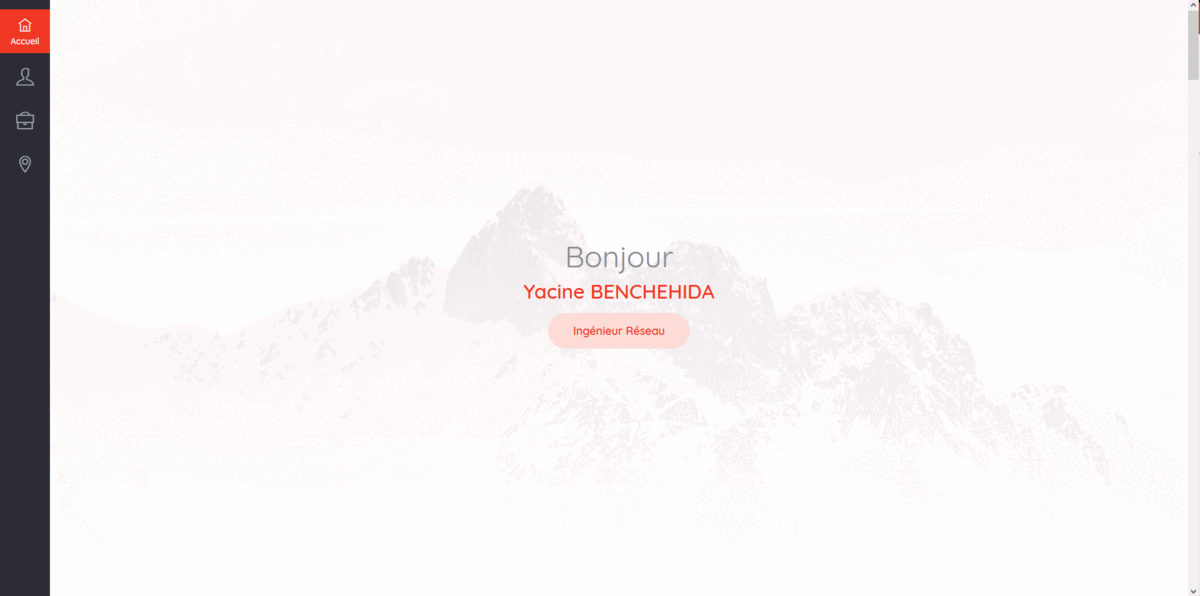 Accueil
Bonjour
Yacine BENCHEHIDA
Ingénieur Réseau